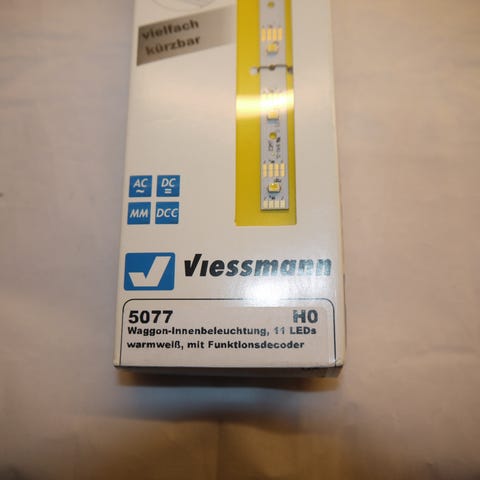 vielfach
kürzbar
AC DC
MM DCC
Viessmann
5077 H0
Waggon-Innenbeleuchtung, 11 LEDs
warmweiß, mit Funktionsdecoder